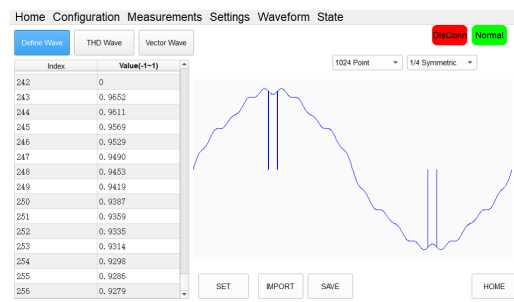 Home Configuration Measurements Settings Waveform State
DisConn Normal
Define Wave THD Wave Vector Wave
1024 Point 1/4 Symmetric
Index Value(-1~1)
242 0
243 0.9652
244 0.9611
245 0.9569
246 0.9529
247 0.9490
248 0.9453
249 0.9419
250 0.9387
251 0.9359
252 0.9335
253 0.9314
254 0.9298
255 0.9286
256 0.9279
SET IMPORT SAVE HOME